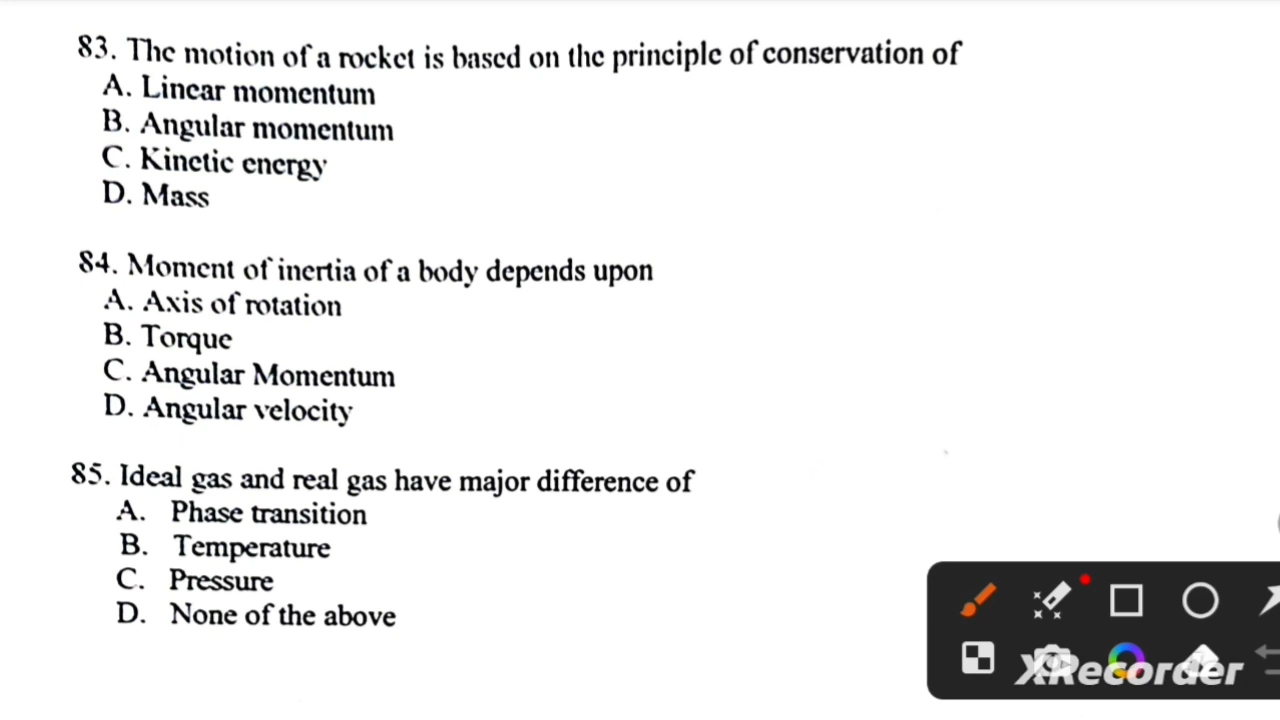 83. The motion of a rocket is based on the principle of conservation of
A. Linear momentum
B. Angular momentum
C. Kinetic energy
D. Mass
84. Moment of inertia of a body depends upon
A. Axis of rotation
B. Torque
C. Angular Momentum
D. Angular velocity
85. Ideal gas and real gas have major difference of
A. Phase transition
B. Temperature
C. Pressure
D. None of the above
XRecorder